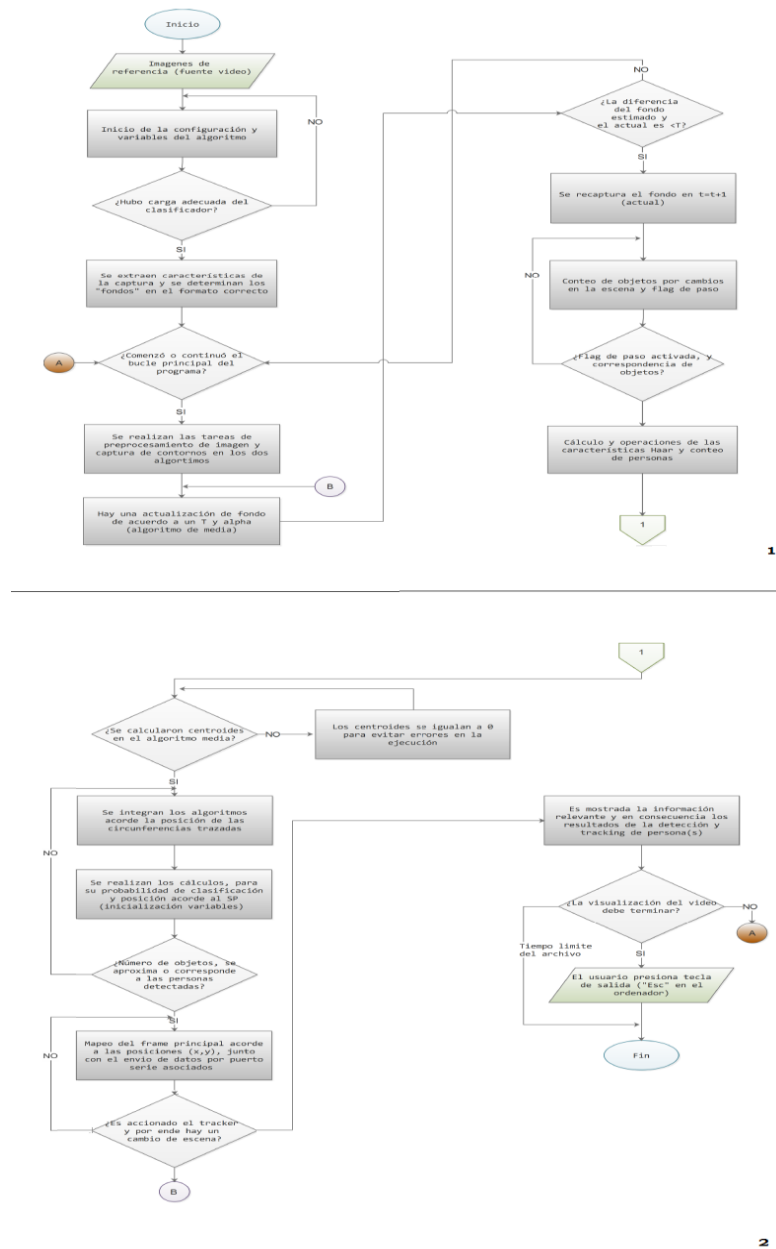 Inicio
Imagenes de
referencia (fuente video)
Inicio de la configuración y
variables del algoritmo
NO
¿Hubo carga adecuada del
clasificador?
SI
Se extraen características de
la captura y se determinan los
"fondos" en el formato correcto
A
¿Comenzó o continuó el
bucle principal del
programa?
SI
Se realizan las tareas de
preprocesamiento de imagen y
captura de contornos en los dos
algortimos
B
Hay una actualización de fondo
de acuerdo a un T y alpha
(algoritmo de media)
NO
¿La diferencia
del fondo
estimado y
el actual es <T?
SI
Se recaptura el fondo en t=t+1
(actual)
NO
Conteo de objetos por cambios
en la escena y flag de paso
¿Flag de paso activada, y
correspondencia de
objetos?
Cálculo y operaciones de las
características Haar y conteo
de personas
1
1
1
¿Se calcularon centroides
en el algoritmo media?
NO
Los centroides se igualan a 0
para evitar errores en la
ejecución
SI
Se integran los algoritmos
acorde la posición de las
circunferencias trazadas
NO
Se realizan los cálculos, para
su probabilidad de clasificación
y posición acorde al SP
(inicialización variables)
¿Número de objetos, se
aproxima o corresponde
a las personas
detectadas?
SI
Mapeo del frame principal acorde
a las posiciones (x,y), junto
con el envio de datos por puerto
serie asociados
NO
¿Es accionado el tracker
y por ende hay un
cambio de escena?
B
Es mostrada la información
relevante y en consecuencia los
resultados de la detección y
tracking de persona(s)
¿La visualización del video
debe terminar?
NO
A
Tiempo limite
del archivo
SI
El usuario presiona tecla
de salida ("Esc" en el
ordenador)
Fin
2